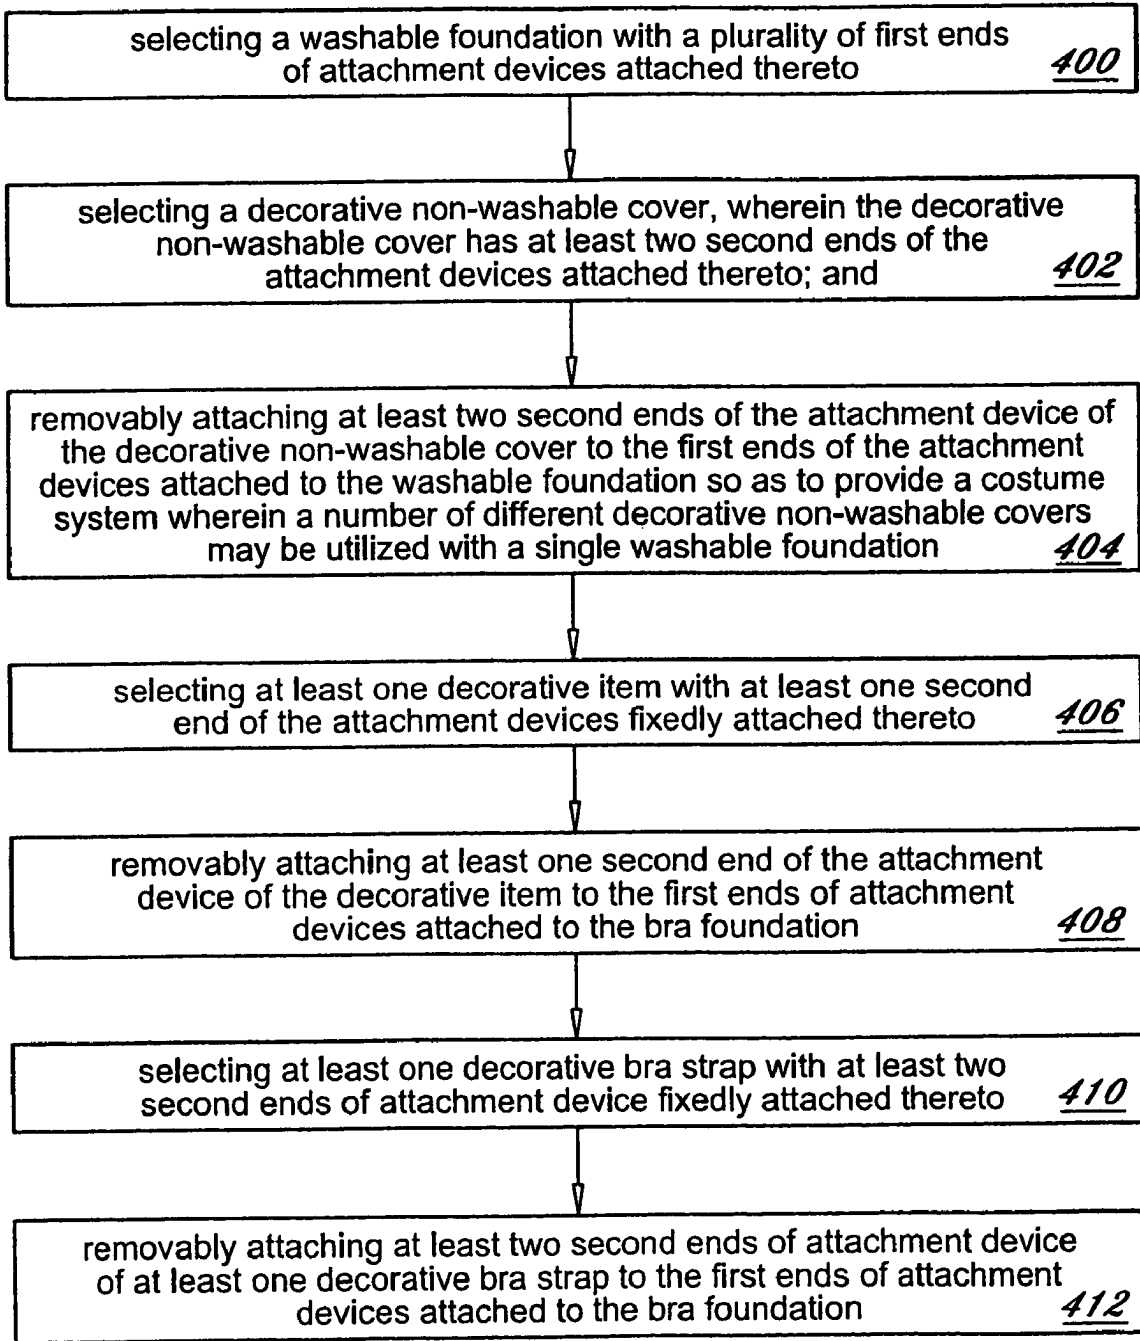 selecting a washable foundation with a plurality of first ends
of attachment devices attached thereto 400
selecting a decorative non-washable cover, wherein the decorative
non-washable cover has at least two second ends of the
attachment devices attached thereto; and 402
removably attaching at least two second ends of the attachment device of
the decorative non-washable cover to the first ends of the attachment
devices attached to the washable foundation so as to provide a costume
system wherein a number of different decorative non-washable covers
may be utilized with a single washable foundation 404
selecting at least one decorative item with at least one second
end of the attachment devices fixedly attached thereto 406
removably attaching at least one second end of the attachment
device of the decorative item to the first ends of attachment
devices attached to the bra foundation 408
selecting at least one decorative bra strap with at least two
second ends of attachment device fixedly attached thereto 410
removably attaching at least two second ends of attachment device
of at least one decorative bra strap to the first ends of attachment
devices attached to the bra foundation 412